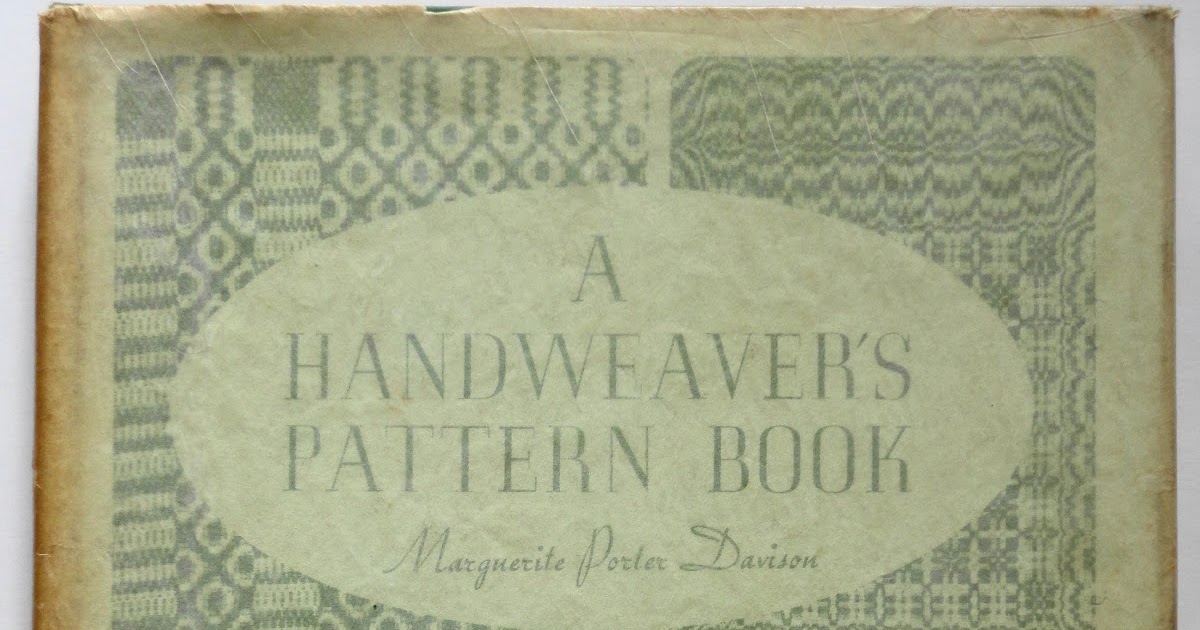 A
HANDWEAVER'S
PATTERN BOOK
Marguerite Porter Davison